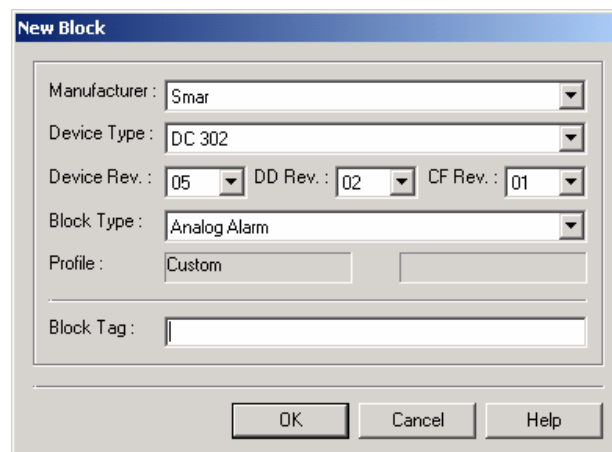 New Block
Manufacturer : Smar
Device Type : DC 302
Device Rev. : 05 DD Rev. : 02 CF Rev. : 01
Block Type : Analog Alarm
Profile : Custom
Block Tag :
OK Cancel Help